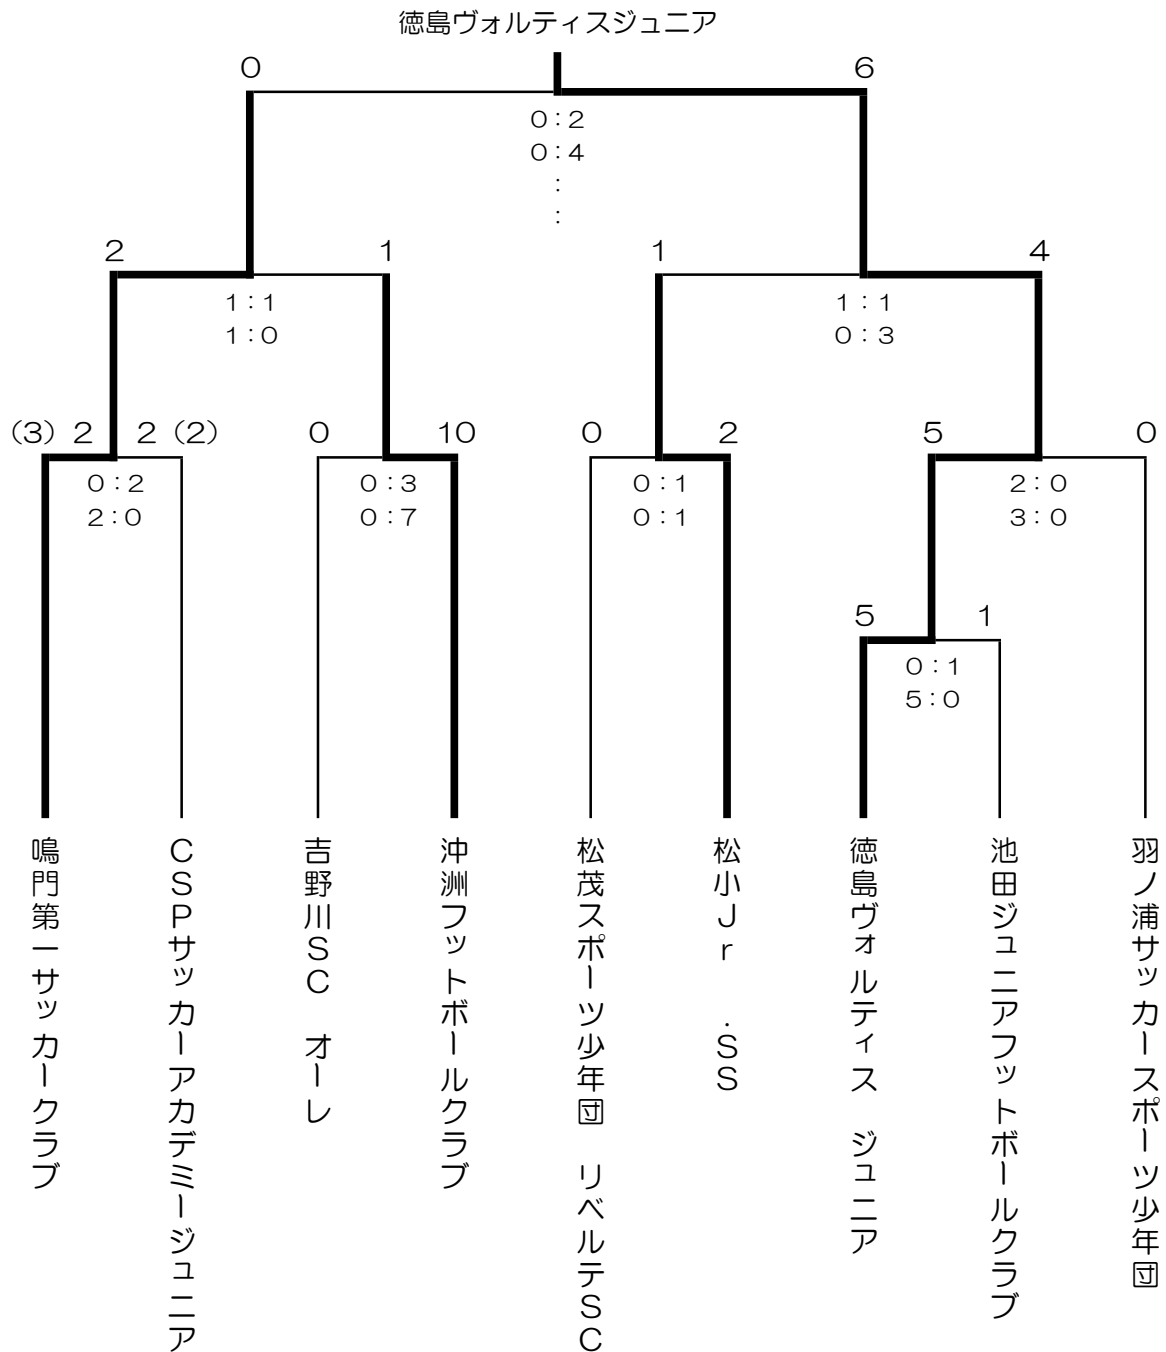 徳島ヴォルティスジュニア
０ ６
０：２
０：４
：
：
２ １ １ ４
１：１ １：１
１：０ ０：３
（３）２ ２（２） ０ １０ ０ ２ ５ ０
０：２ ０：３ ０：１ ２：０
２：０ ０：７ ０：１ ３：０
５ １
０：１
５：０
鳴門第一サッカークラブ
ＣＳＰサッカーアカデミージュニア
吉野川ＳＣ　オーレ
沖洲フットボールクラブ
松茂スポーツ少年団　リベルテＳＣ
松小Ｊｒ．ＳＳ
徳島ヴォルティス　ジュニア
池田ジュニアフットボールクラブ
羽ノ浦サッカースポーツ少年団